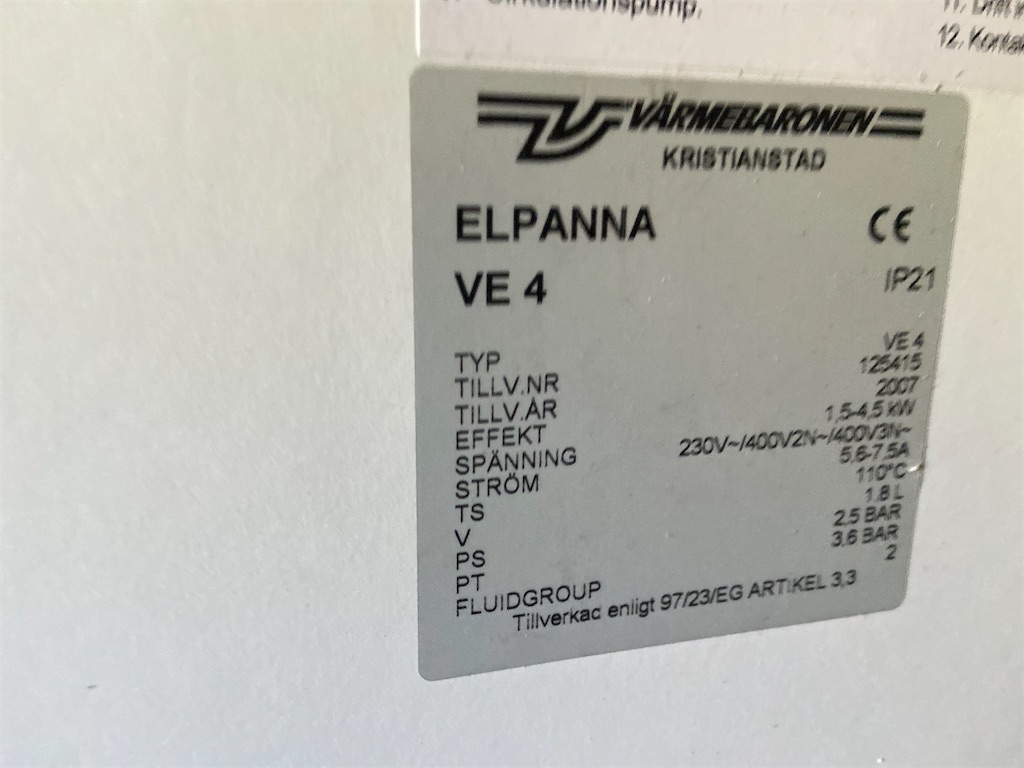 Cirkulationspump.
12. Kontak
VÄRMEBARONEN
KRISTIANSTAD
ELPANNA CE
VE 4 IP21
TYP VE 4
TILLV.NR 125415
TILLV.ÅR 2007
EFFEKT 1,5-4,5 kW
SPÄNNING 230V~/400V2N~/400V3N~
STRÖM 5,6-7,5A
TS 110°C
V 1,8 L
PS 2,5 BAR
PT 3,6 BAR
FLUIDGROUP 2
Tillverkad enligt 97/23/EG ARTIKEL 3,3